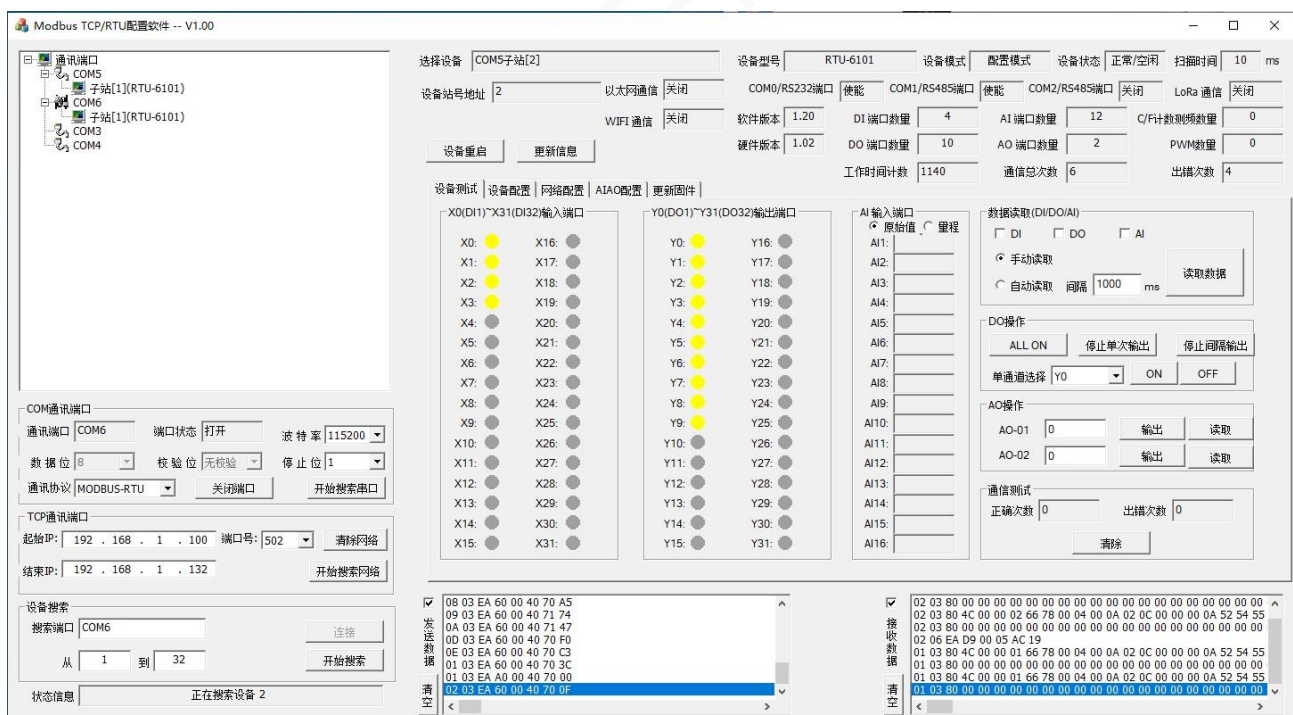 Modbus TCP/RTU配置软件 -- V1.00
通讯端口
COM5
子站[1](RTU-6101)
COM6
子站[1](RTU-6101)
COM3
COM4
COM通讯端口
通讯端口 COM6 端口状态 打开 波特率 115200
数据位 8 校验位 无校验 停止位 1
通讯协议 MODBUS-RTU 关闭端口 开始搜索串口
TCP通讯端口
起始IP: 192 . 168 . 1 . 100 端口号: 502 清除网络
结束IP: 192 . 168 . 1 . 132 开始搜索网络
设备搜索
搜索端口 COM6 连接
从 1 到 32 开始搜索
状态信息 正在搜索设备 2
选择设备 COM5子站[2] 设备型号 RTU-6101 设备模式 配置模式 设备状态 正常/空闲 扫描时间 10 ms
设备站号地址 2 以太网通信 关闭 COM0/RS232端口 使能 COM1/RS485端口 使能 COM2/RS485端口 关闭 LoRa 通信 关闭
WIFI 通信 关闭 软件版本 1.20 DI 端口数量 4 AI 端口数量 12 C/F计数测频数量 0
设备重启 更新信息 硬件版本 1.02 DO 端口数量 10 AO 端口数量 2 PWM数量 0
工作时间计数 1140 通信总次数 6 出错次数 4
设备测试 设备配置 网络配置 AIAO配置 更新固件
X0(DI1)~X31(DI32)输入端口
X0: X16:
X1: X17:
X2: X18:
X3: X19:
X4: X20:
X5: X21:
X6: X22:
X7: X23:
X8: X24:
X9: X25:
X10: X26:
X11: X27:
X12: X28:
X13: X29:
X14: X30:
X15: X31:
Y0(DO1)~Y31(DO32)输出端口
Y0: Y16:
Y1: Y17:
Y2: Y18:
Y3: Y19:
Y4: Y20:
Y5: Y21:
Y6: Y22:
Y7: Y23:
Y8: Y24:
Y9: Y25:
Y10: Y26:
Y11: Y27:
Y12: Y28:
Y13: Y29:
Y14: Y30:
Y15: Y31:
AI 输入端口
原始值 量程
AI1:
AI2:
AI3:
AI4:
AI5:
AI6:
AI7:
AI8:
AI9:
AI10:
AI11:
AI12:
AI13:
AI14:
AI15:
AI16:
数据读取(DI/DO/AI)
DI DO AI
手动读取
自动读取 间隔 1000 ms
读取数据
DO操作
ALL ON 停止单次输出 停止间隔输出
单通道选择 Y0 ON OFF
AO操作
AO-01 0 输出 读取
AO-02 0 输出 读取
通信测试
正确次数 0 出错次数 0
清除
发送数据
清空
08 03 EA 60 00 40 70 A5
09 03 EA 60 00 40 71 74
0A 03 EA 60 00 40 71 47
0D 03 EA 60 00 40 70 F0
0E 03 EA 60 00 40 70 C3
01 03 EA 60 00 40 70 3C
01 03 EA A0 00 40 70 00
02 03 EA 60 00 40 70 0F
接收数据
清空
02 03 80 00 00 00 00 00 00 00 00 00 00 00 00 00 00 00 00 00
02 03 80 4C 00 00 02 66 78 00 04 00 0A 02 0C 00 00 00 0A 52 54 55
02 03 80 00 00 00 00 00 00 00 00 00 00 00 00 00 00 00 00 00
02 06 EA D9 00 05 AC 19
01 03 80 4C 00 00 01 66 78 00 04 00 0A 02 0C 00 00 00 0A 52 54 55
01 03 80 00 00 00 00 00 00 00 00 00 00 00 00 00 00 00 00 00
01 03 80 4C 00 00 01 66 78 00 04 00 0A 02 0C 00 00 00 0A 52 54 55
01 03 80 00 00 00 00 00 00 00 00 00 00 00 00 00 00 00 00 00